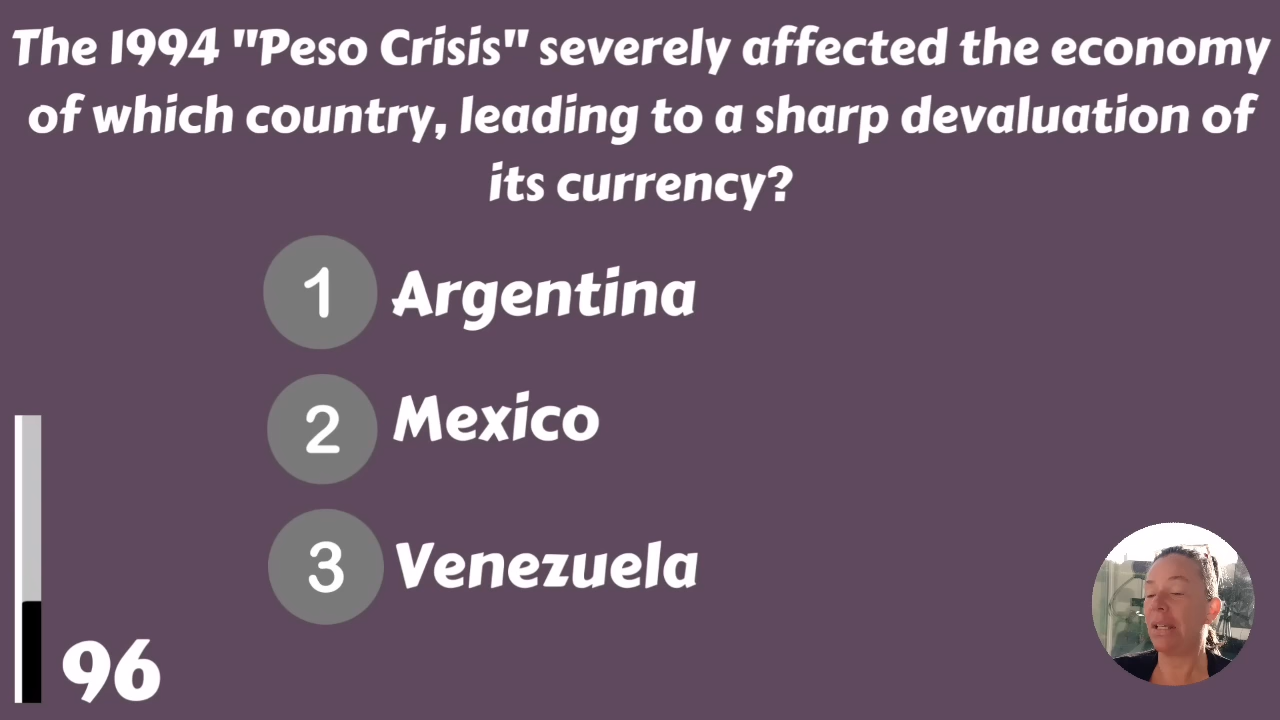 The 1994 "Peso Crisis" severely affected the economy
of which country, leading to a sharp devaluation of
its currency?
1 Argentina
2 Mexico
3 Venezuela
96